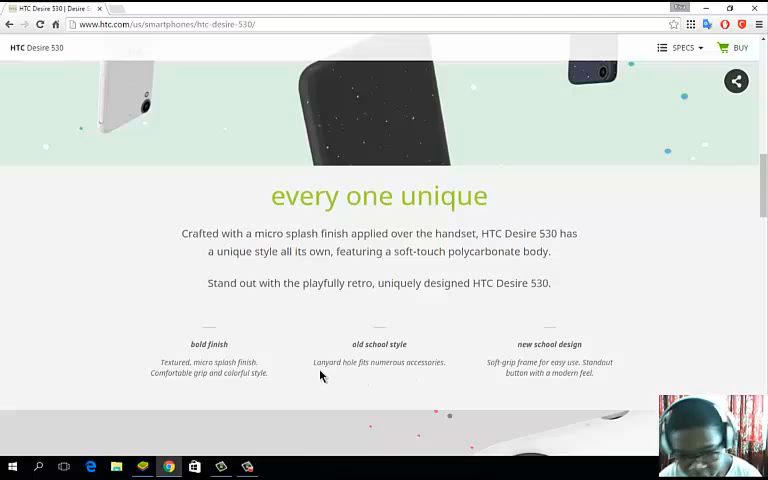 HTC Desire 530 | Desire S
www.htc.com/us/smartphones/htc-desire-530/
HTC Desire 530
SPECS
BUY
every one unique
Crafted with a micro splash finish applied over the handset, HTC Desire 530 has
a unique style all its own, featuring a soft-touch polycarbonate body.
Stand out with the playfully retro, uniquely designed HTC Desire 530.
bold finish
Textured, micro splash finish.
Comfortable grip and colorful style.
old school style
Lanyard hole fits numerous accessories.
new school design
Soft-grip frame for easy use. Standout
button with a modern feel.